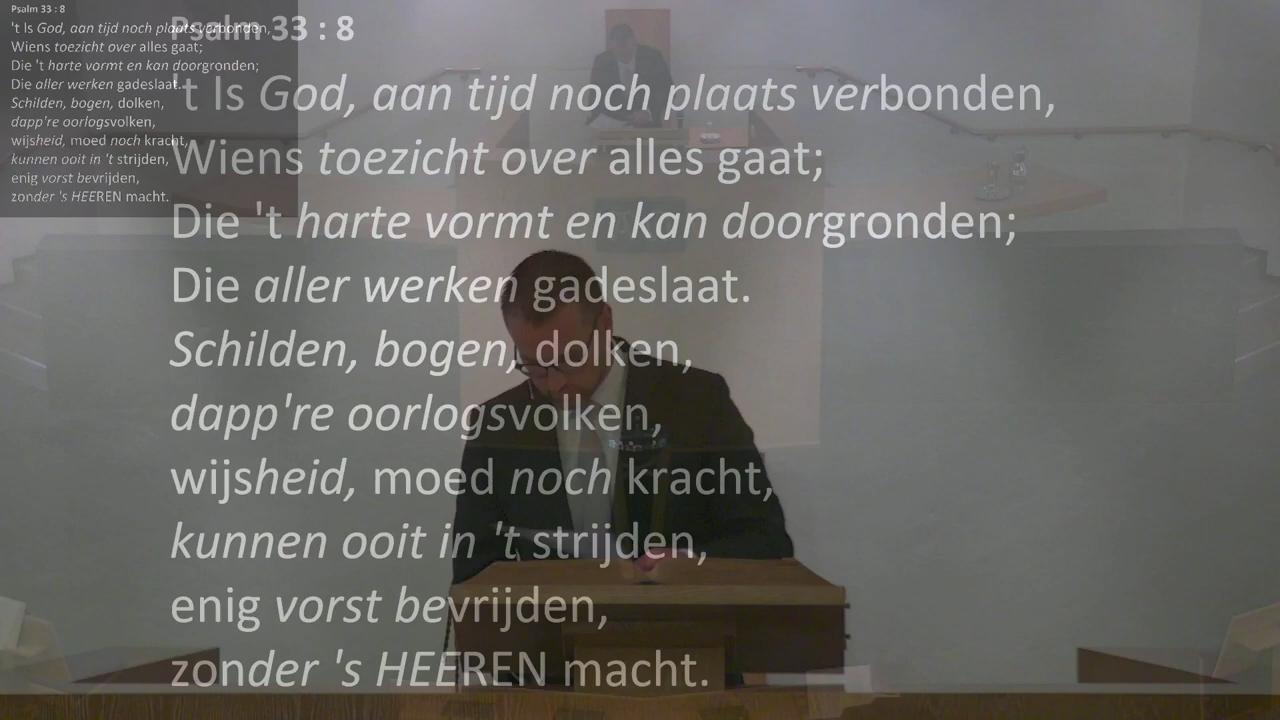 Psalm 33 : 8
't Is God, aan tijd noch plaats verbonden,
Wiens toezicht over alles gaat;
Die 't harte vormt en kan doorgronden;
Die aller werken gadeslaat.
Schilden, bogen, dolken,
dapp're oorlogsvolken,
wijsheid, moed noch kracht,
kunnen ooit in 't strijden,
enig vorst bevrijden,
zonder 's HEEREN macht.
Psalm 33 : 8
't Is God, aan tijd noch plaats verbonden,
Wiens toezicht over alles gaat;
Die 't harte vormt en kan doorgronden;
Die aller werken gadeslaat.
Schilden, bogen, dolken,
dapp're oorlogsvolken,
wijsheid, moed noch kracht,
kunnen ooit in 't strijden,
enig vorst bevrijden,
zonder 's HEEREN macht.